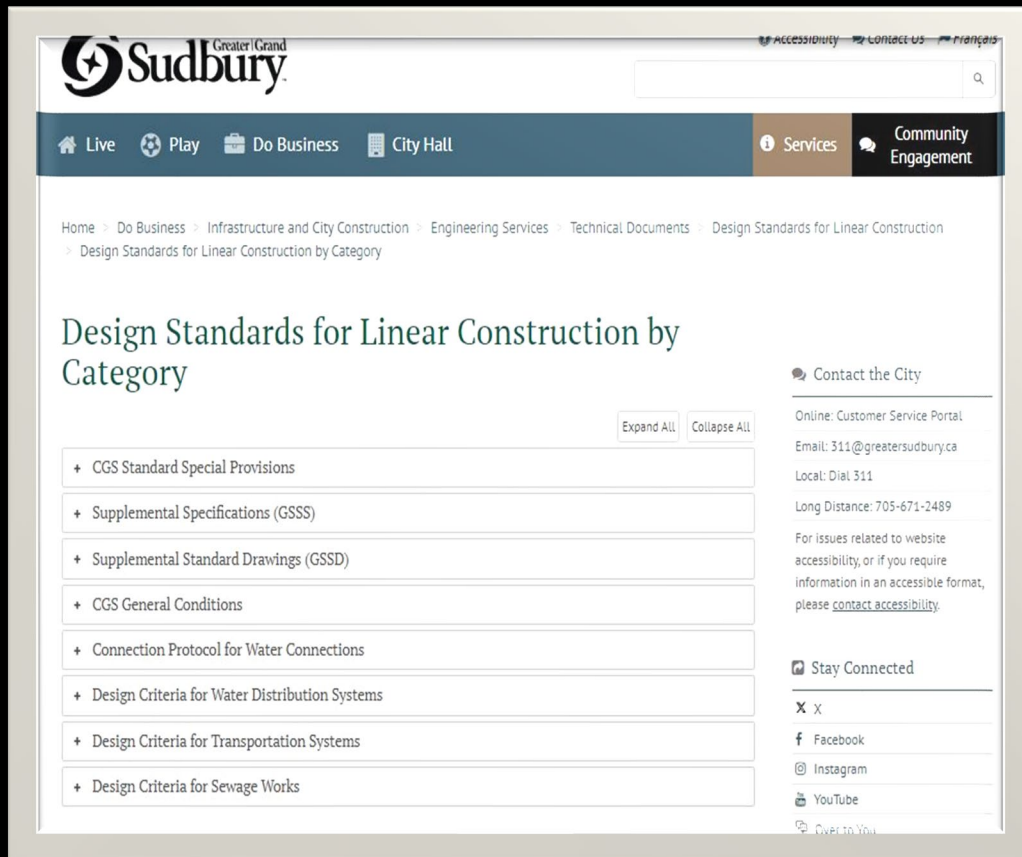 Greater Grand
Sudbury
Accessibility Contact Us Français
Live Play Do Business City Hall Services Community Engagement
Home > Do Business > Infrastructure and City Construction > Engineering Services > Technical Documents > Design Standards for Linear Construction
> Design Standards for Linear Construction by Category
Design Standards for Linear Construction by
Category
Expand All Collapse All
+ CGS Standard Special Provisions
+ Supplemental Specifications (GSSS)
+ Supplemental Standard Drawings (GSSD)
+ CGS General Conditions
+ Connection Protocol for Water Connections
+ Design Criteria for Water Distribution Systems
+ Design Criteria for Transportation Systems
+ Design Criteria for Sewage Works
Contact the City
Online: Customer Service Portal
Email: 311@greatersudbury.ca
Local: Dial 311
Long Distance: 705-671-2489
For issues related to website
accessibility, or if you require
information in an accessible format,
please contact accessibility.
Stay Connected
X
Facebook
Instagram
YouTube
Over to You